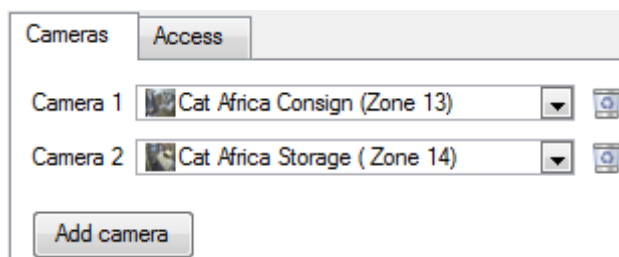 Cameras Access
Camera 1 Cat Africa Consign (Zone 13)
Camera 2 Cat Africa Storage ( Zone 14)
Add camera